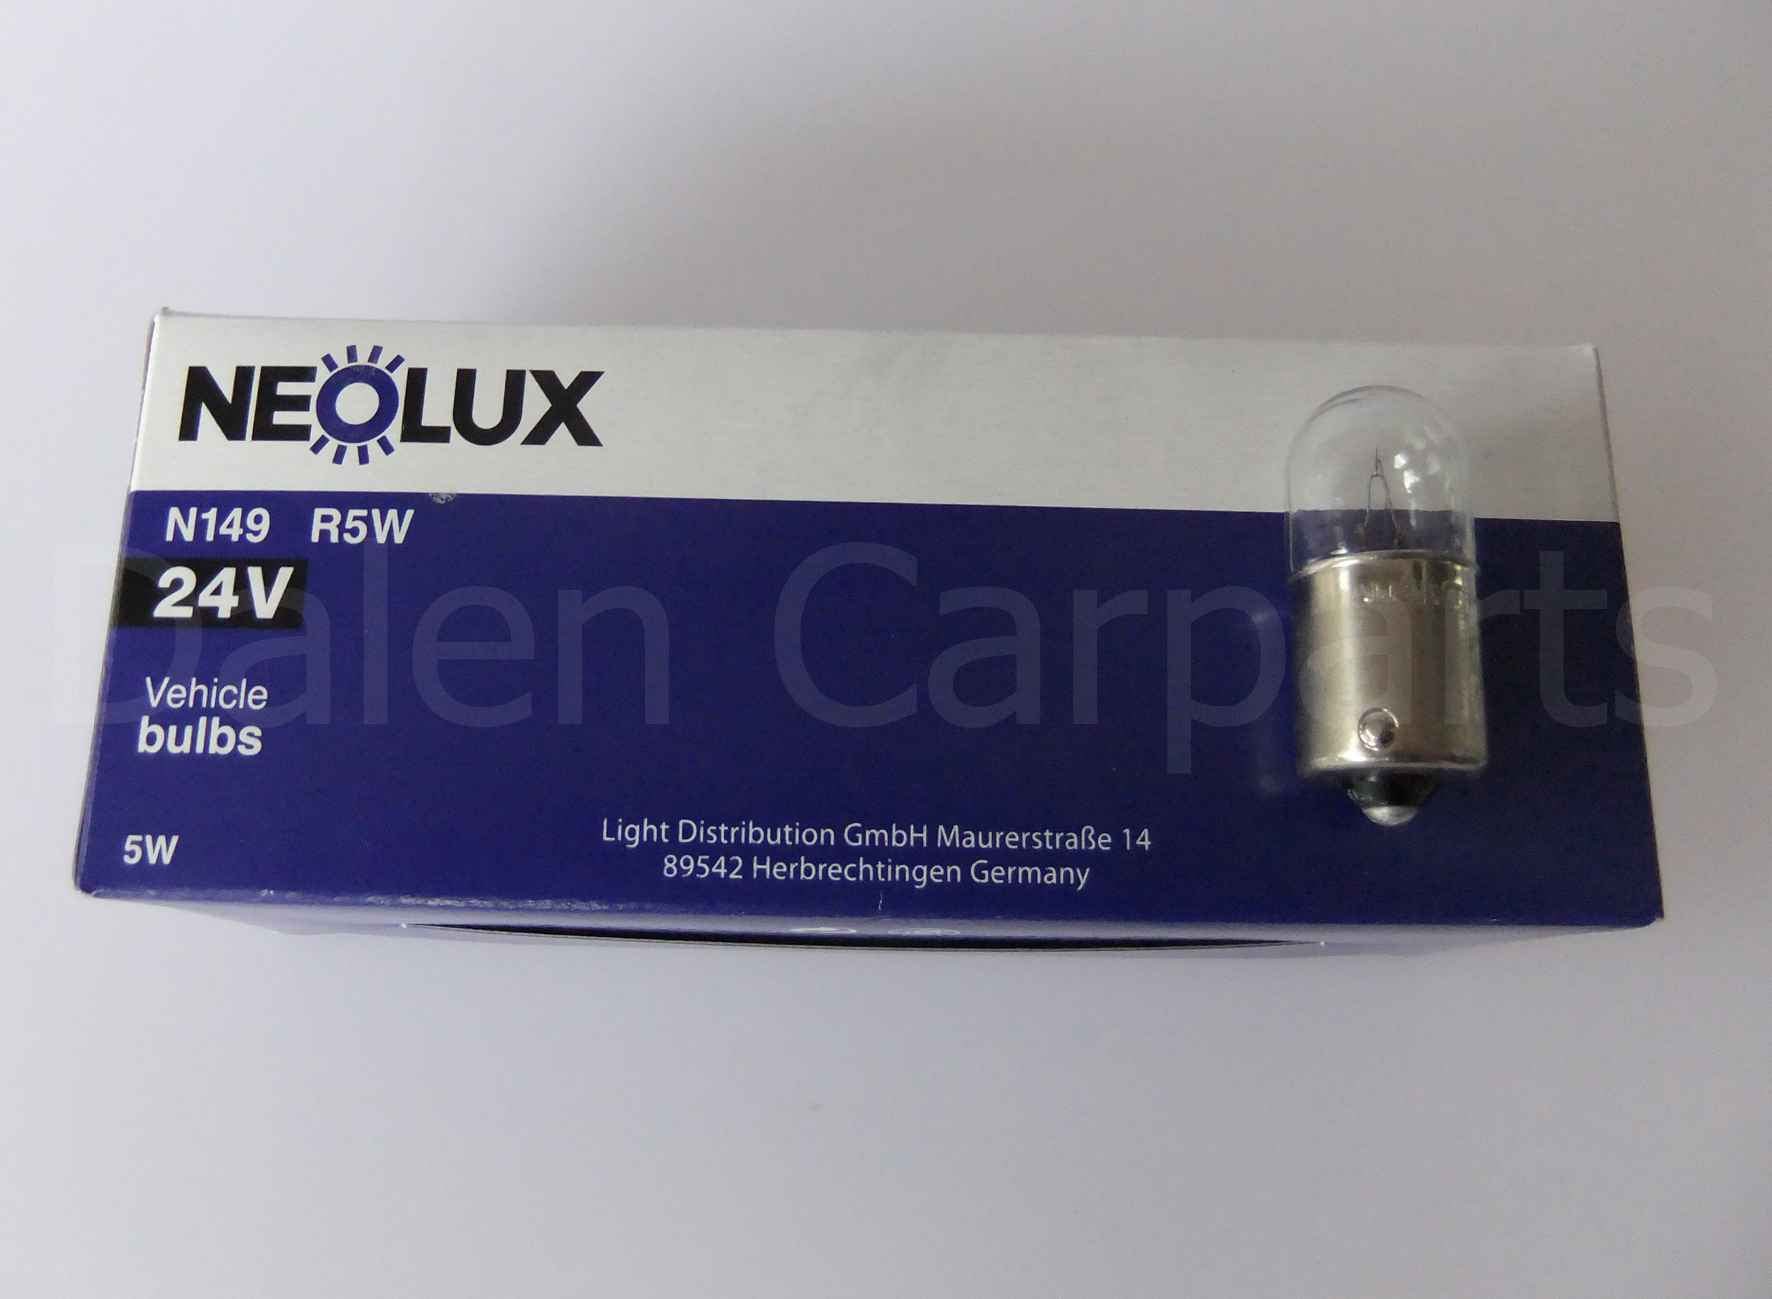 NEOLUX
N149 R5W
24V
Dalen Carparts
Vehicle
bulbs
5W
Light Distribution GmbH Maurerstraße 14
89542 Herbrechtingen Germany